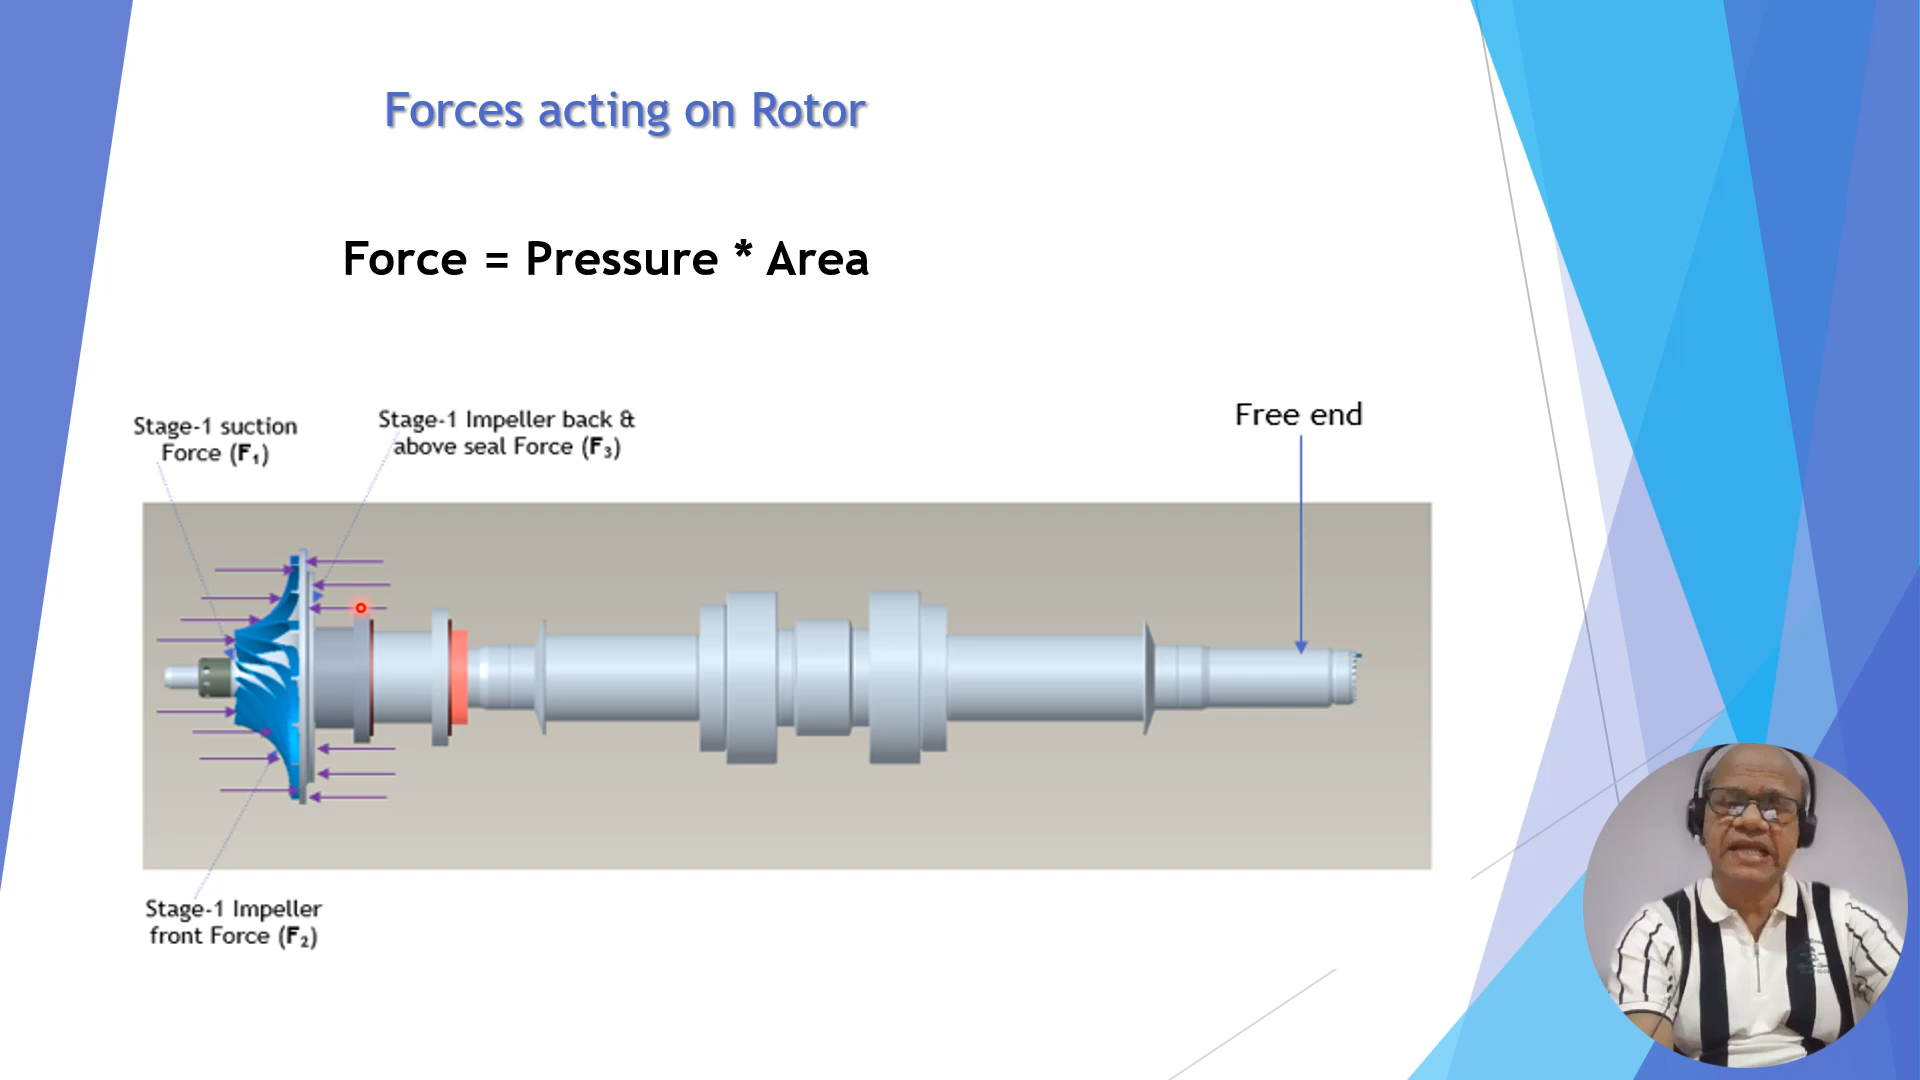 Forces acting on Rotor
Force = Pressure * Area
Stage-1 suction
Force (F₁)
Stage-1 Impeller back &
above seal Force (F₃)
Free end
Stage-1 Impeller
front Force (F₂)